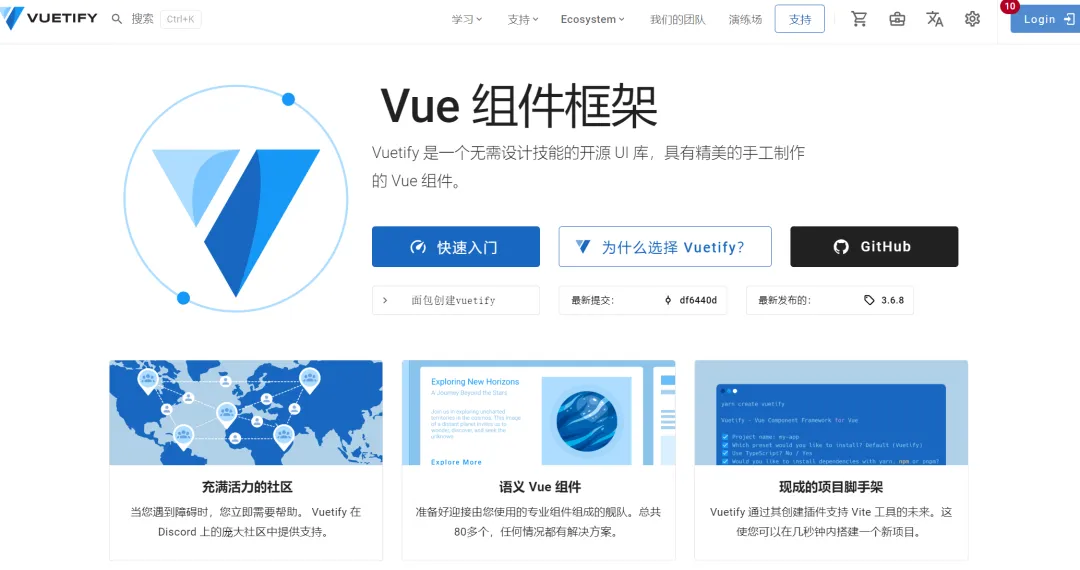 VUETIFY 搜索 Ctrl+K 学习 支持 Ecosystem 我们的团队 演练场 支持 10 Login
Vue 组件框架
Vuetify 是一个无需设计技能的开源 UI 库，具有精美的手工制作
的 Vue 组件。
快速入门 为什么选择 Vuetify? GitHub
面包创建vuetify 最新提交： df6440d 最新发布的： 3.6.8
Exploring New Horizons
A Journey Beyond the Stars
Join us in exploring uncharted
territories in the cosmos. This image
of a distant planet invites us to
wonder, discover, and seek the
unknown.
Explore More
yarn create vuetify
Vuetify - Vue Component Framework for Vue
Project name: my-app
Which preset would you like to install? Default (Vuetify)
Use TypeScript? No / Yes
Would you like to install dependencies with yarn, npm or pnpm?
充满活力的社区
当您遇到障碍时，您立即需要帮助。 Vuetify 在
Discord 上的庞大社区中提供支持。
语义 Vue 组件
准备好迎接由您使用的专业组件组成的舰队。总共
80多个，任何情况都有解决方案。
现成的项目脚手架
Vuetify 通过其创建插件支持 Vite 工具的未来。这
使您可以在几秒钟内搭建一个新项目。